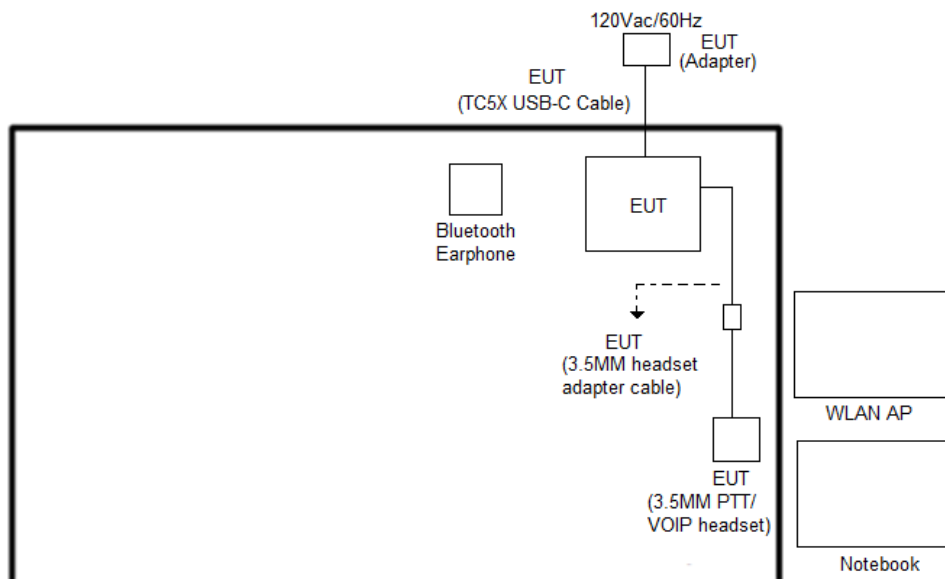 120Vac/60Hz
EUT
(Adapter)
EUT
(TC5X USB-C Cable)
EUT
Bluetooth
Earphone
EUT
(3.5MM headset
adapter cable)
WLAN AP
EUT
(3.5MM PTT/
VOIP headset)
Notebook